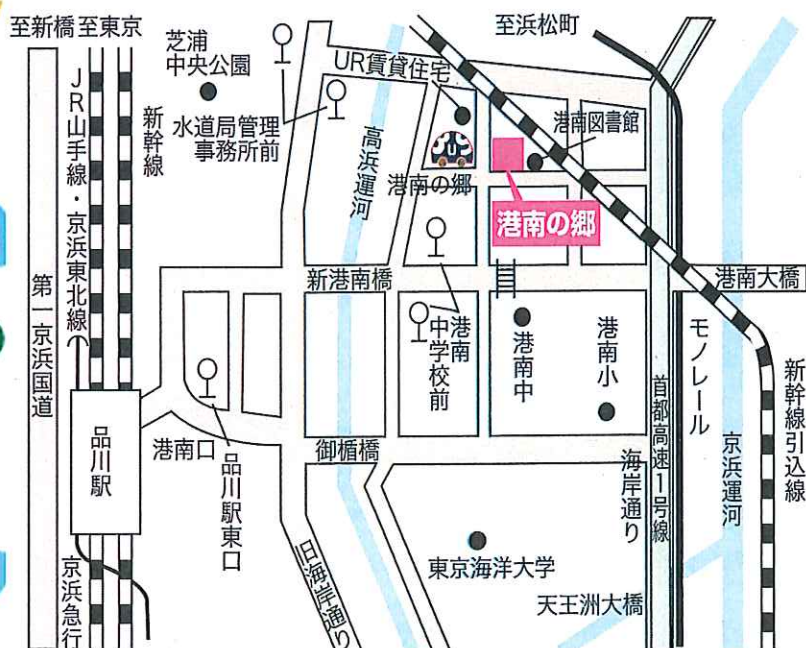 至新橋
至東京
至浜松町
芝浦
中央公園
UR賃貸住宅
JR山手線・京浜東北線
新幹線
水道局管理
事務所前
高浜運河
港南図書館
ちぃばす
港南の郷
港南の郷
第一京浜国道
新港南橋
港南大橋
港南
中学校前
港南中
港南小
モノレール
首都高速1号線
新幹線引込線
品川駅
港南口
品川駅東口
御楯橋
海岸通り
京浜運河
旧海岸通り
東京海洋大学
天王洲大橋
京浜急行